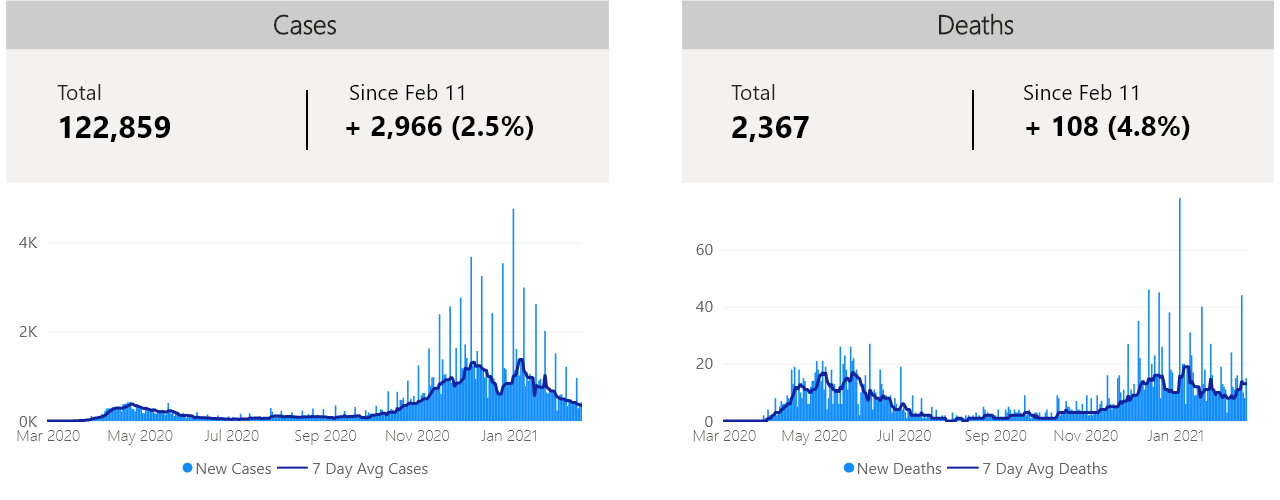 Cases
Total
122,859
Since Feb 11
+ 2,966 (2.5%)
4K
2K
0K
Mar 2020 May 2020 Jul 2020 Sep 2020 Nov 2020 Jan 2021
New Cases 7 Day Avg Cases
Deaths
Total
2,367
Since Feb 11
+ 108 (4.8%)
60
40
20
0
Mar 2020 May 2020 Jul 2020 Sep 2020 Nov 2020 Jan 2021
New Deaths 7 Day Avg Deaths